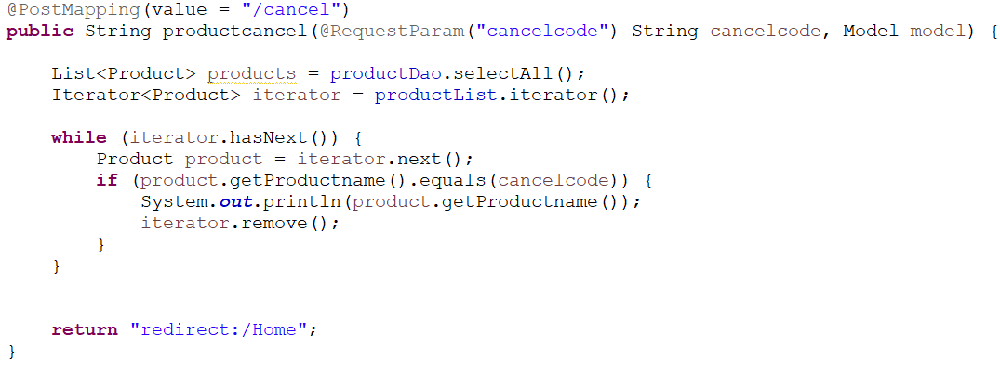 @PostMapping(value = "/cancel")
public String productcancel(@RequestParam("cancelcode") String cancelcode, Model model) {
List<Product> products = productDao.selectAll();
Iterator<Product> iterator = productList.iterator();
while (iterator.hasNext()) {
Product product = iterator.next();
if (product.getProductname().equals(cancelcode)) {
System.out.println(product.getProductname());
iterator.remove();
}
}
return "redirect:/Home";
}